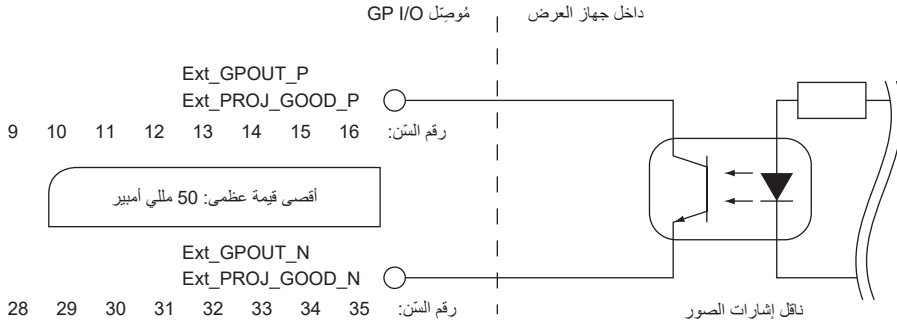 داخل جهاز العرض
مُوصِّل GP I/O
Ext_GPOUT_P
Ext_PROJ_GOOD_P
رقم السّن: 16 15 14 13 12 11 10 9
أقصى قيمة عظمى: 50 مللي أمبير
Ext_GPOUT_N
Ext_PROJ_GOOD_N
رقم السّن: 35 34 33 32 31 30 29 28
ناقل إشارات الصور